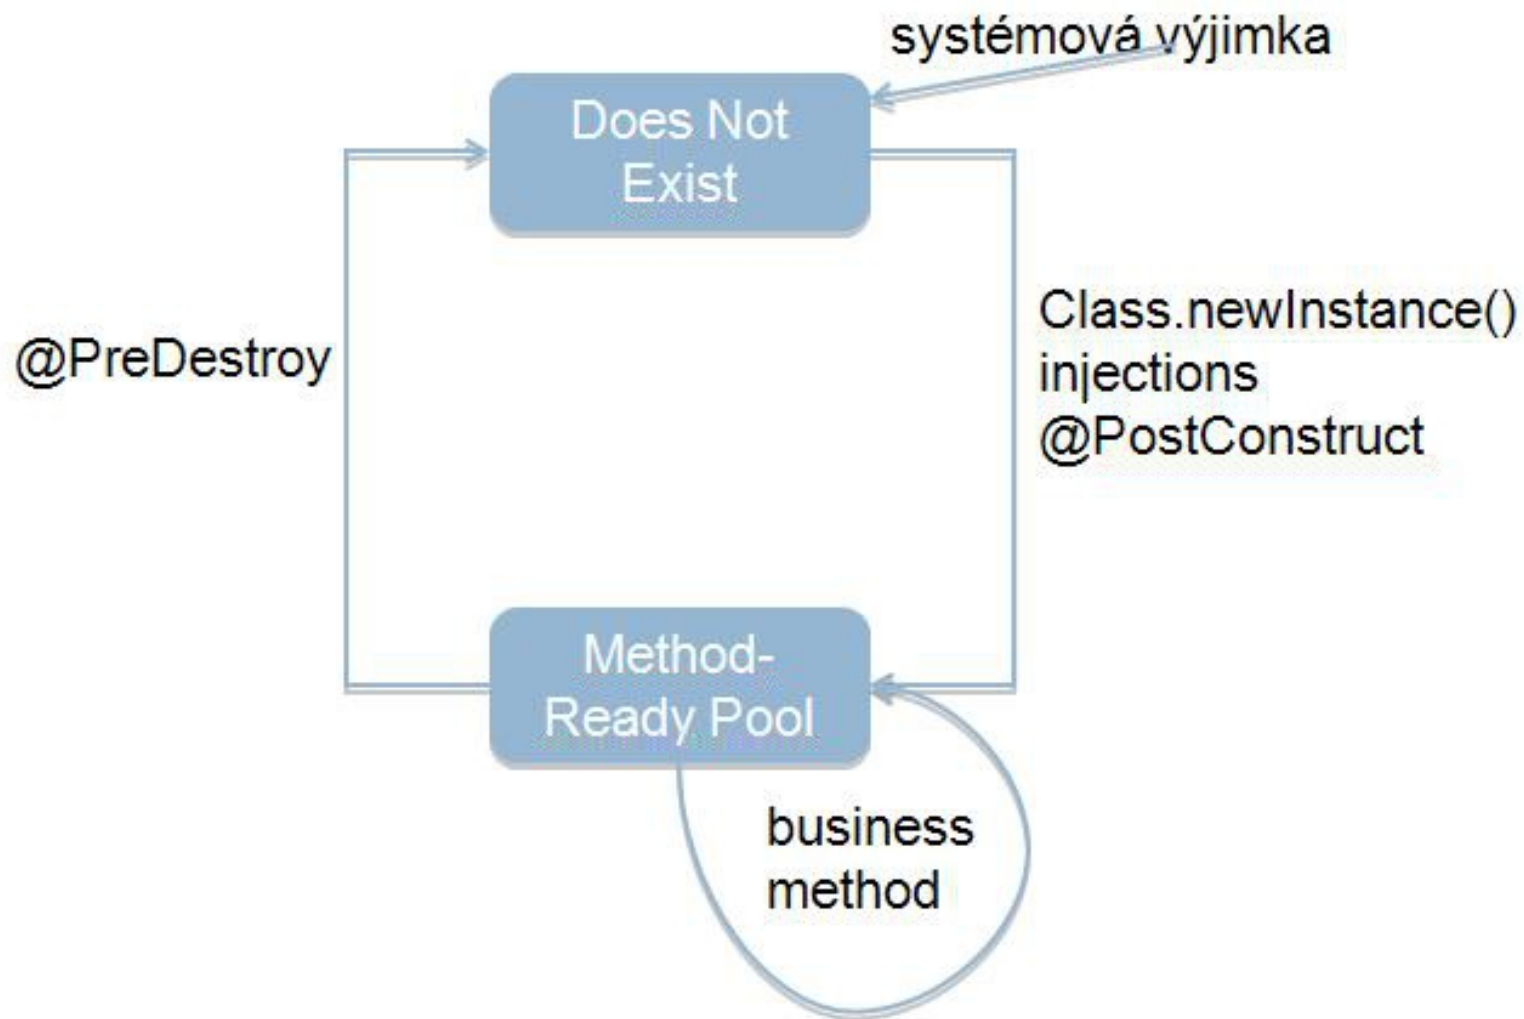 systémová výjimka
Does Not
Exist
@PreDestroy
Class.newInstance()
injections
@PostConstruct
Method-
Ready Pool
business
method